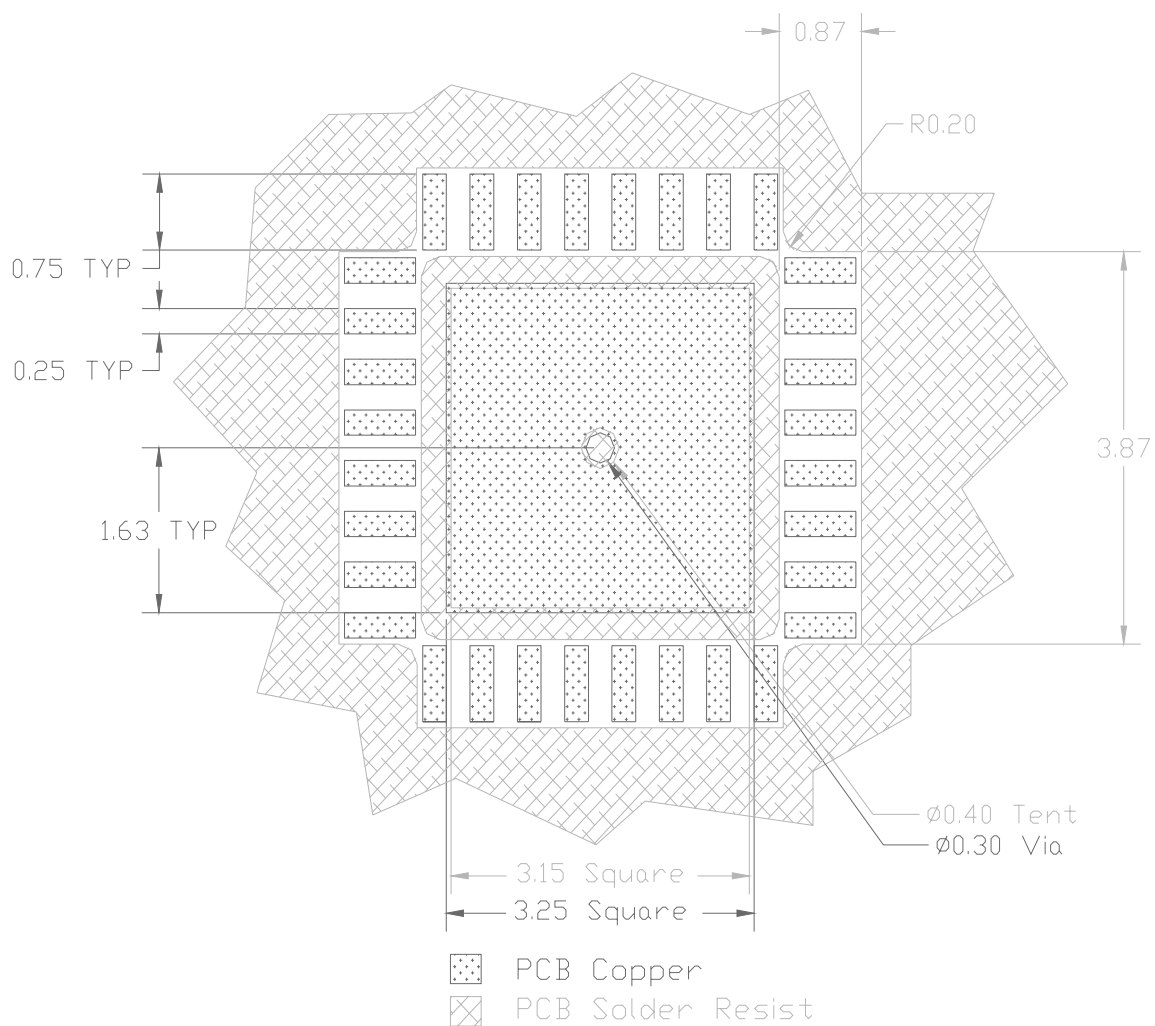 0.87
R0.20
0.75 TYP
0.25 TYP
3.87
1.63 TYP
Ø0.40 Tent
Ø0.30 Via
3.15 Square
3.25 Square
PCB Copper
PCB Solder Resist